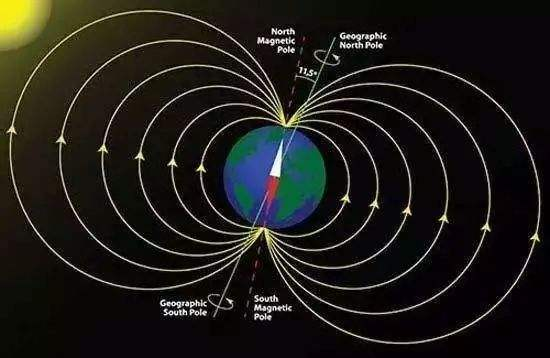 North
Magnetic
Pole
Geographic
North Pole
11,5°
Geographic
South Pole
South
Magnetic
Pole